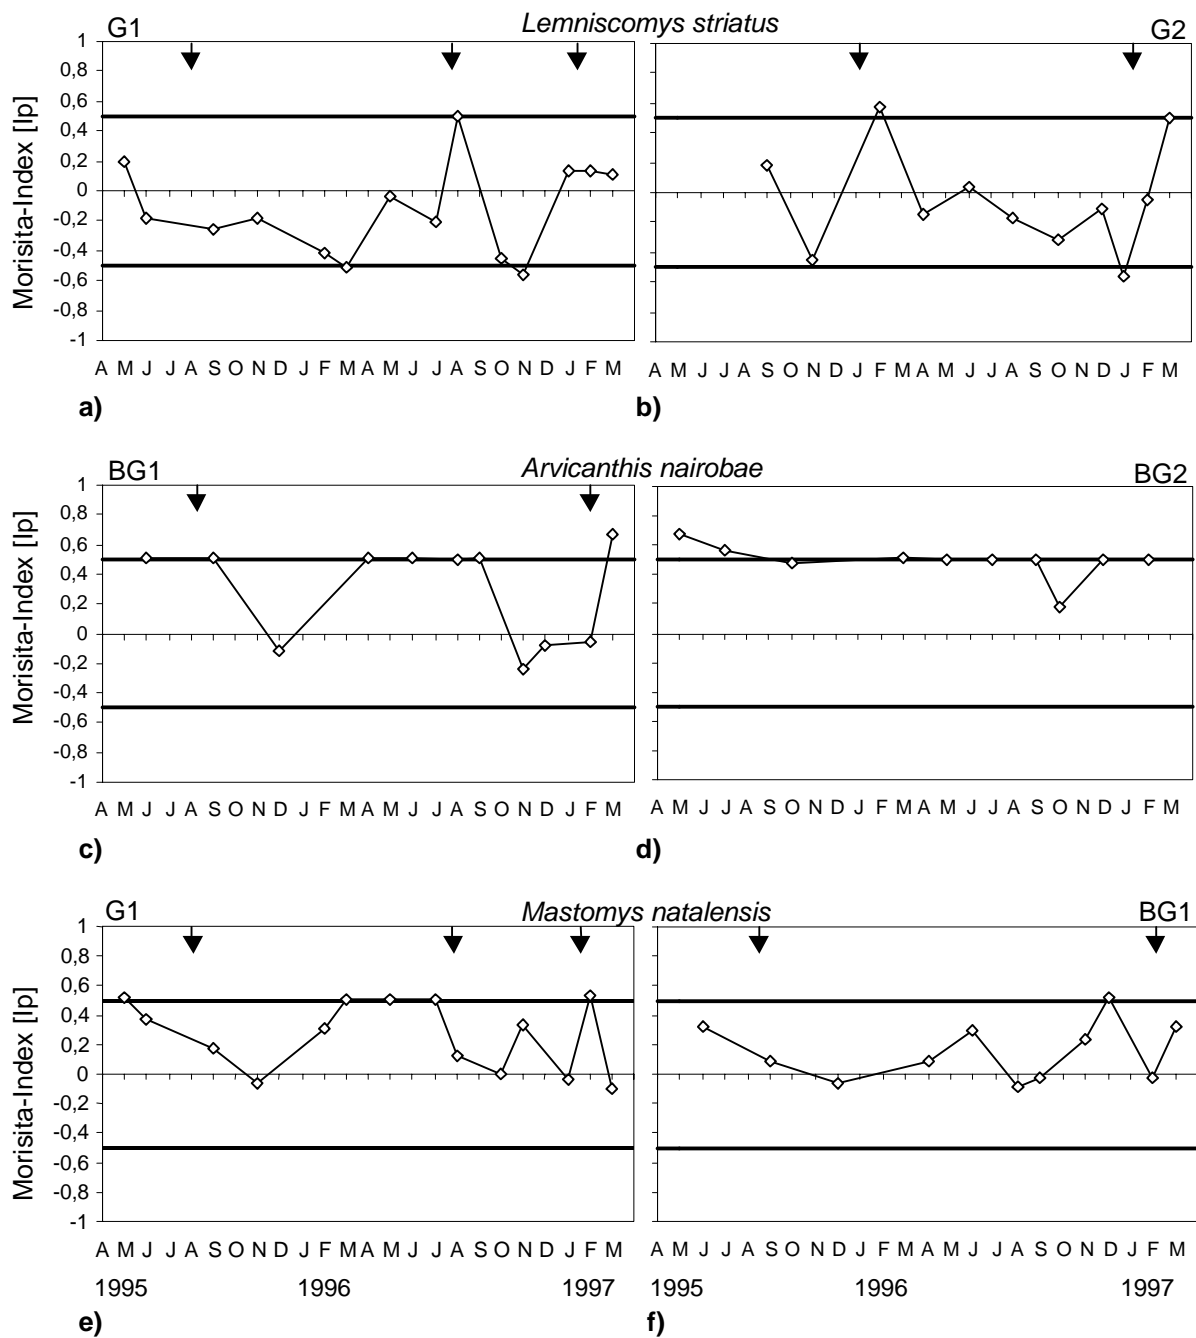 G1 Lemniscomys striatus G2
Morisita-Index [Ip]
1
0,8
0,6
0,4
0,2
0
-0,2
-0,4
-0,6
-0,8
-1
A M J J A S O N D J F M A M J J A S O N D J F M
A M J J A S O N D F M A M J J A S O N D J F M
a) b)
BG1 Arvicanthis nairobae BG2
Morisita-Index [Ip]
1
0,8
0,6
0,4
0,2
0
-0,2
-0,4
-0,6
-0,8
-1
A M J J A S O N D J F M A M J J A S O N D J F M
A M J J A S O N D J F M A M J J A S O N D J F M
c) d)
G1 Mastomys natalensis BG1
Morisita-Index [Ip]
1
0,8
0,6
0,4
0,2
0
-0,2
-0,4
-0,6
-0,8
-1
A M J J A S O N D J F M A M J J A S O N D J F M
A M J J A S O N D J F M A M J J A S O N D J F M
1995 1996 1997 1995 1996 1997
e) f)